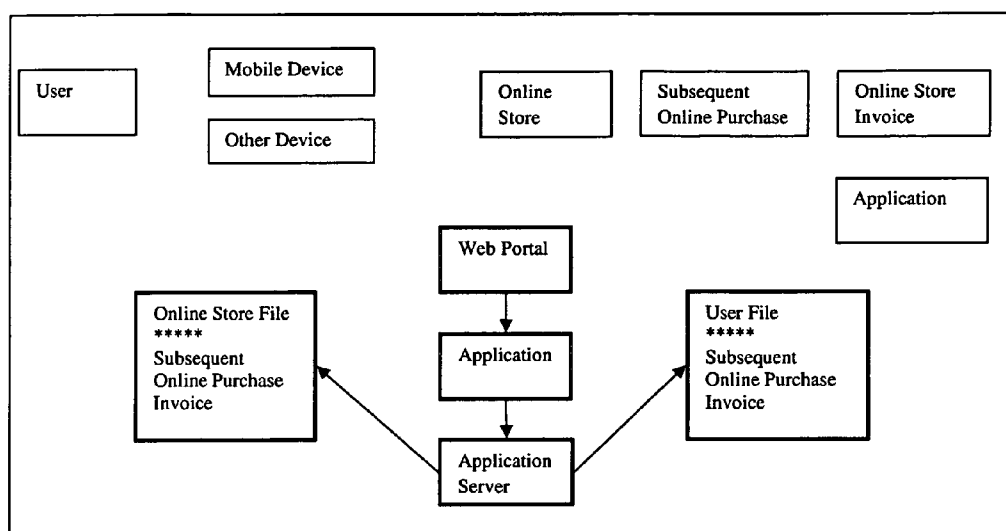 User
Mobile Device
Other Device
Online
Store
Subsequent
Online Purchase
Online Store
Invoice
Application
Web Portal
Online Store File
*****
Subsequent
Online Purchase
Invoice
Application
User File
*****
Subsequent
Online Purchase
Invoice
Application
Server